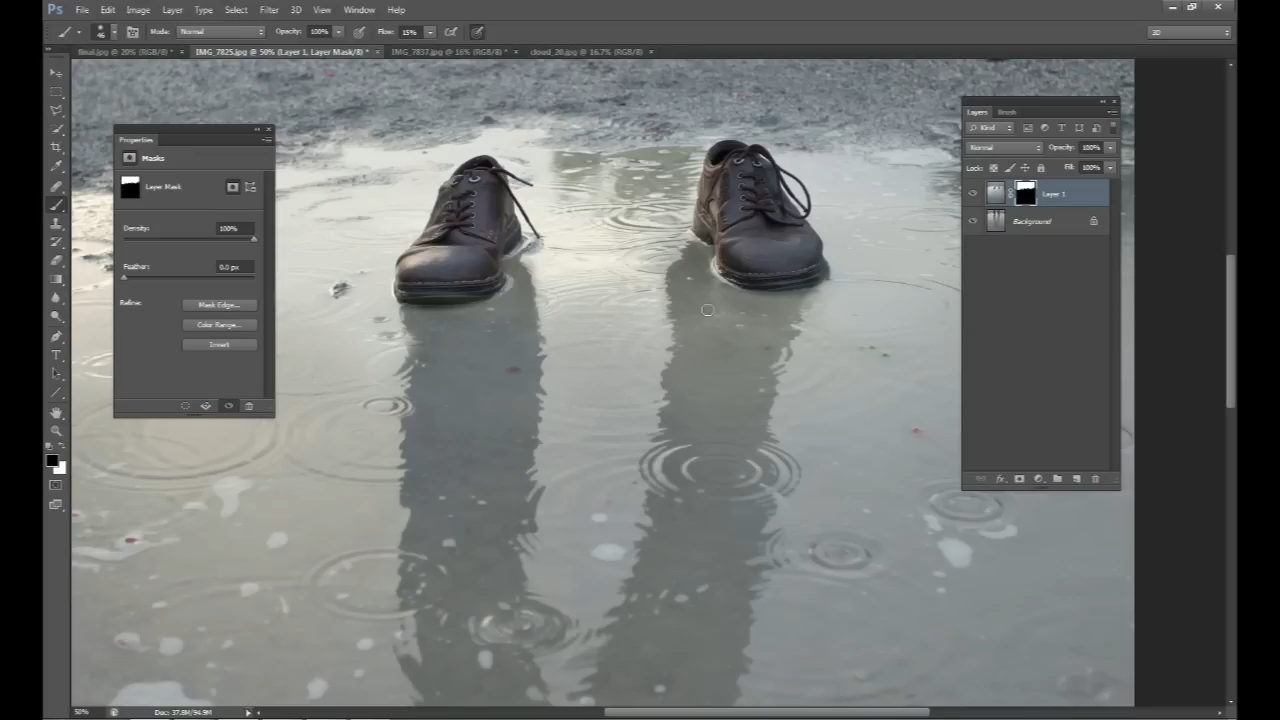 Ps File Edit Image Layer Type Select Filter 3D View Window Help
46 Mode: Normal Opacity: 100% Flow: 15% 3D
final.jpg @ 20% (RGB/8) * × IMG_7825.jpg @ 50% (Layer 1, Layer Mask/8) * × IMG_7837.jpg @ 16% (RGB/8) * × cloud_20.jpg @ 16.7% (RGB/8) ×
Properties
Masks
Layer Mask
Density: 100%
Feather: 0.0 px
Refine: Mask Edge...
Color Range...
Invert
Layers Brush
Kind
Normal Opacity: 100%
Lock: Fill: 100%
Layer 1
Background
50% Doc: 37.8M/94.9M